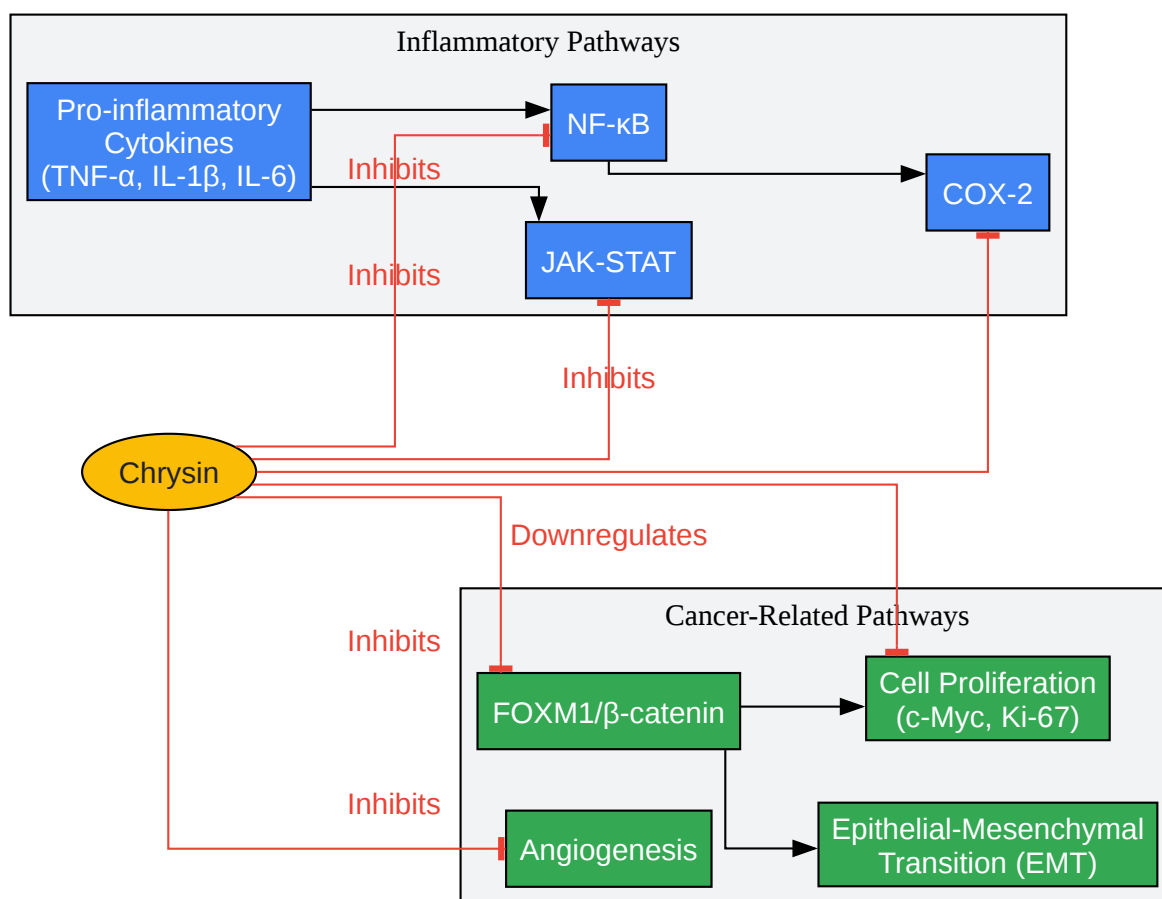 Inflammatory Pathways
Pro-inflammatory
Cytokines
(TNF-α, IL-1β, IL-6)
NF-κB
Inhibits
COX-2
JAK-STAT
Inhibits
Inhibits
Chrysin
Downregulates
Cancer-Related Pathways
Inhibits
Cell Proliferation
(c-Myc, Ki-67)
FOXM1/β-catenin
Inhibits
Angiogenesis
Epithelial-Mesenchymal
Transition (EMT)